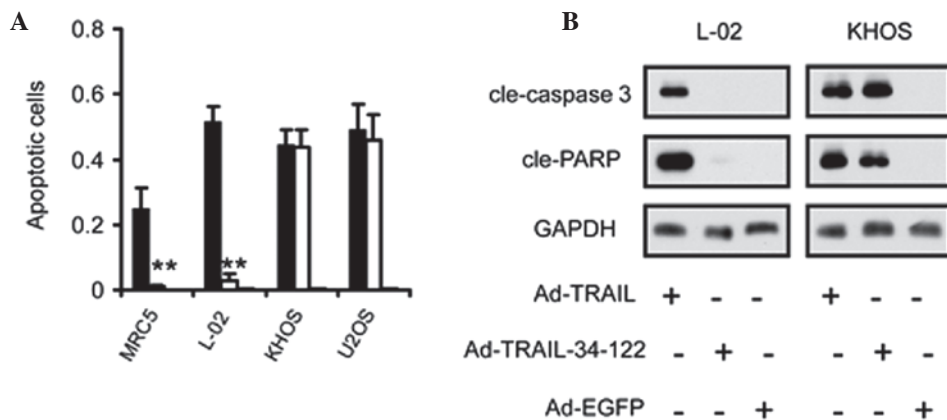 A
Apoptotic cells
0.8
0.6
0.4
0.2
0
**
**
MRC5
L-02
KHOS
U2OS
B
L-02 KHOS
cle-caspase 3
cle-PARP
GAPDH
Ad-TRAIL + - - + - -
Ad-TRAIL-34-122 - + - - + -
Ad-EGFP - - + - - +